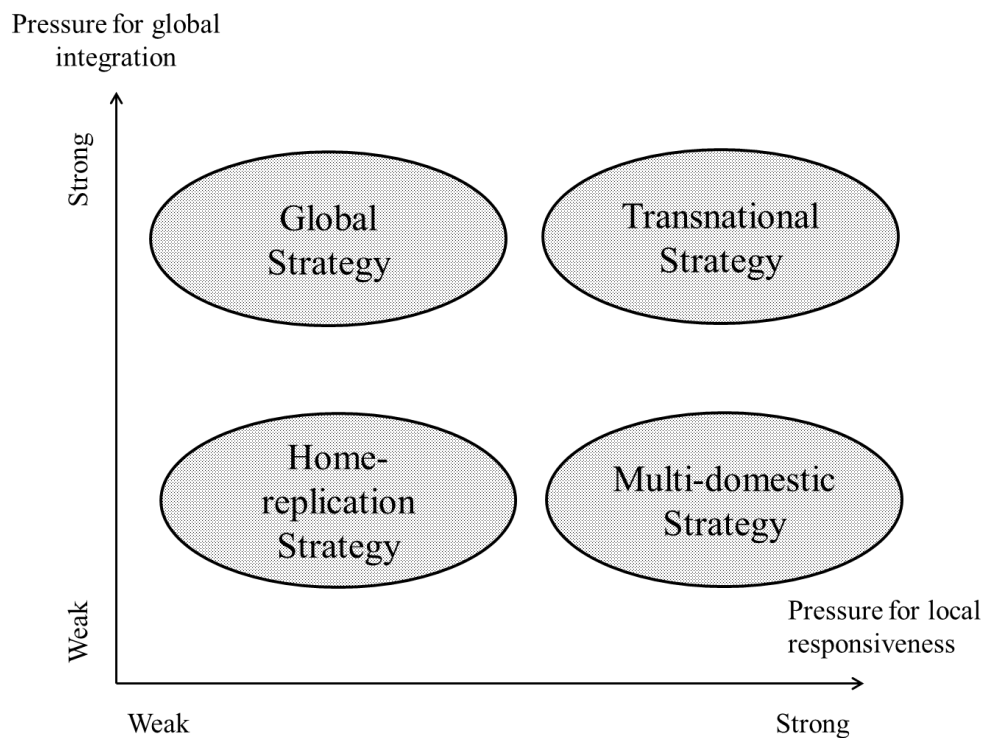 Pressure for global
integration
Strong
Global
Strategy
Transnational
Strategy
Home-
replication
Strategy
Multi-domestic
Strategy
Weak
Pressure for local
responsiveness
Weak
Strong